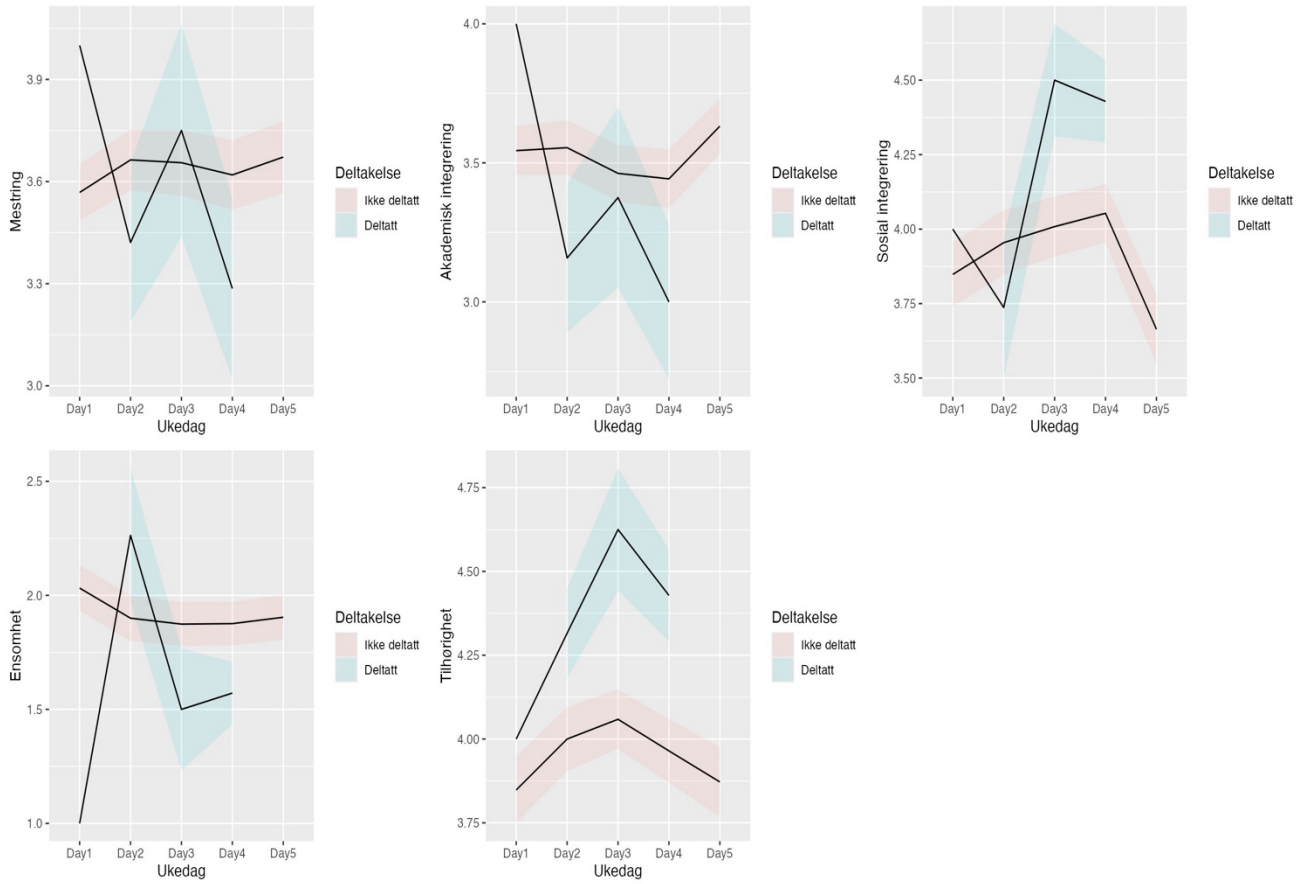 Mestring
3.9
3.6
3.3
3.0
Day1 Day2 Day3 Day4 Day5
Ukedag
Deltakelse
Ikke deltatt
Deltatt
Akademisk integrering
4.0
3.5
3.0
Day1 Day2 Day3 Day4 Day5
Ukedag
Deltakelse
Ikke deltatt
Deltatt
Sosial integrering
4.50
4.25
4.00
3.75
3.50
Day1 Day2 Day3 Day4 Day5
Ukedag
Deltakelse
Ikke deltatt
Deltatt
Ensomhet
2.5
2.0
1.5
1.0
Day1 Day2 Day3 Day4 Day5
Ukedag
Deltakelse
Ikke deltatt
Deltatt
Tilhørighet
4.75
4.50
4.25
4.00
3.75
Day1 Day2 Day3 Day4 Day5
Ukedag
Deltakelse
Ikke deltatt
Deltatt